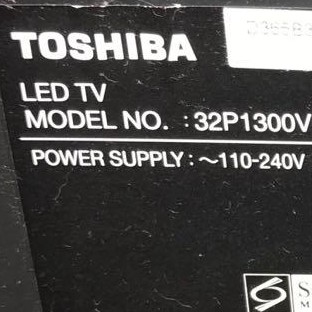 TOSHIBA
LED TV
MODEL NO. : 32P1300V
POWER SUPPLY : ~110-240V